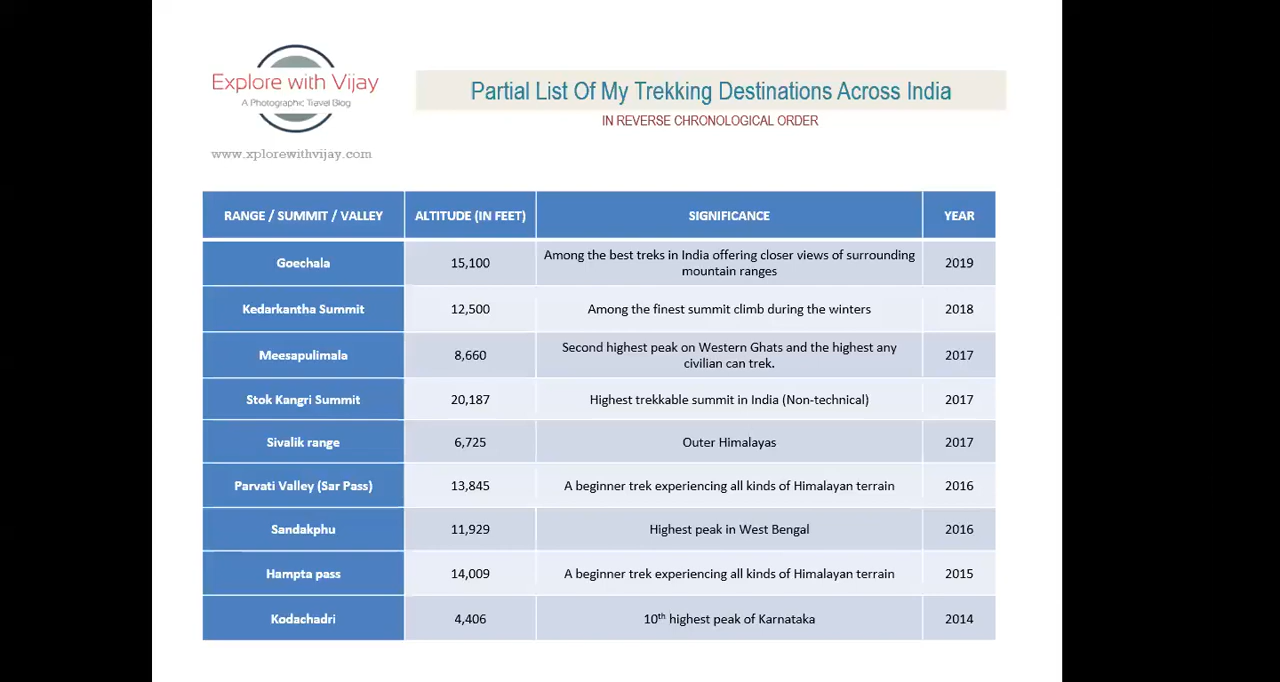 Explore with Vijay
A Photographic Travel Blog
www.xplorewithvijay.com
Partial List Of My Trekking Destinations Across India
IN REVERSE CHRONOLOGICAL ORDER
RANGE / SUMMIT / VALLEY ALTITUDE (IN FEET) SIGNIFICANCE YEAR
Goechala 15,100 Among the best treks in India offering closer views of surrounding
mountain ranges 2019
Kedarkantha Summit 12,500 Among the finest summit climb during the winters 2018
Meesapulimala 8,660 Second highest peak on Western Ghats and the highest any
civilian can trek. 2017
Stok Kangri Summit 20,187 Highest trekkable summit in India (Non-technical) 2017
Sivalik range 6,725 Outer Himalayas 2017
Parvati Valley (Sar Pass) 13,845 A beginner trek experiencing all kinds of Himalayan terrain 2016
Sandakphu 11,929 Highest peak in West Bengal 2016
Hampta pass 14,009 A beginner trek experiencing all kinds of Himalayan terrain 2015
Kodachadri 4,406 10th highest peak of Karnataka 2014